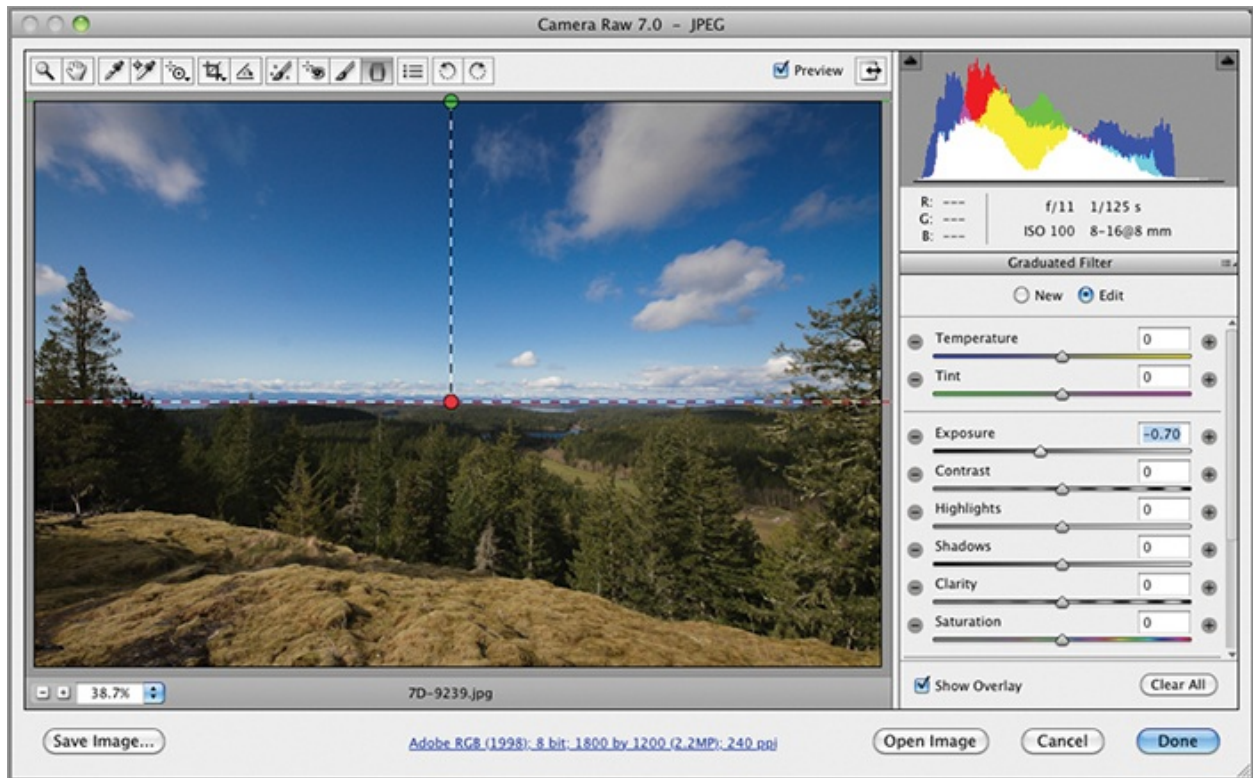 Camera Raw 7.0 – JPEG
Preview
R: ---
G: ---
B: ---
f/11 1/125 s
ISO 100 8-16@8 mm
Graduated Filter
New Edit
Temperature 0
Tint 0
Exposure -0.70
Contrast 0
Highlights 0
Shadows 0
Clarity 0
Saturation 0
Show Overlay Clear All
38.7% 7D-9239.jpg
Save Image... Adobe RGB (1998); 8 bit; 1800 by 1200 (2.2MP); 240 ppi Open Image Cancel Done